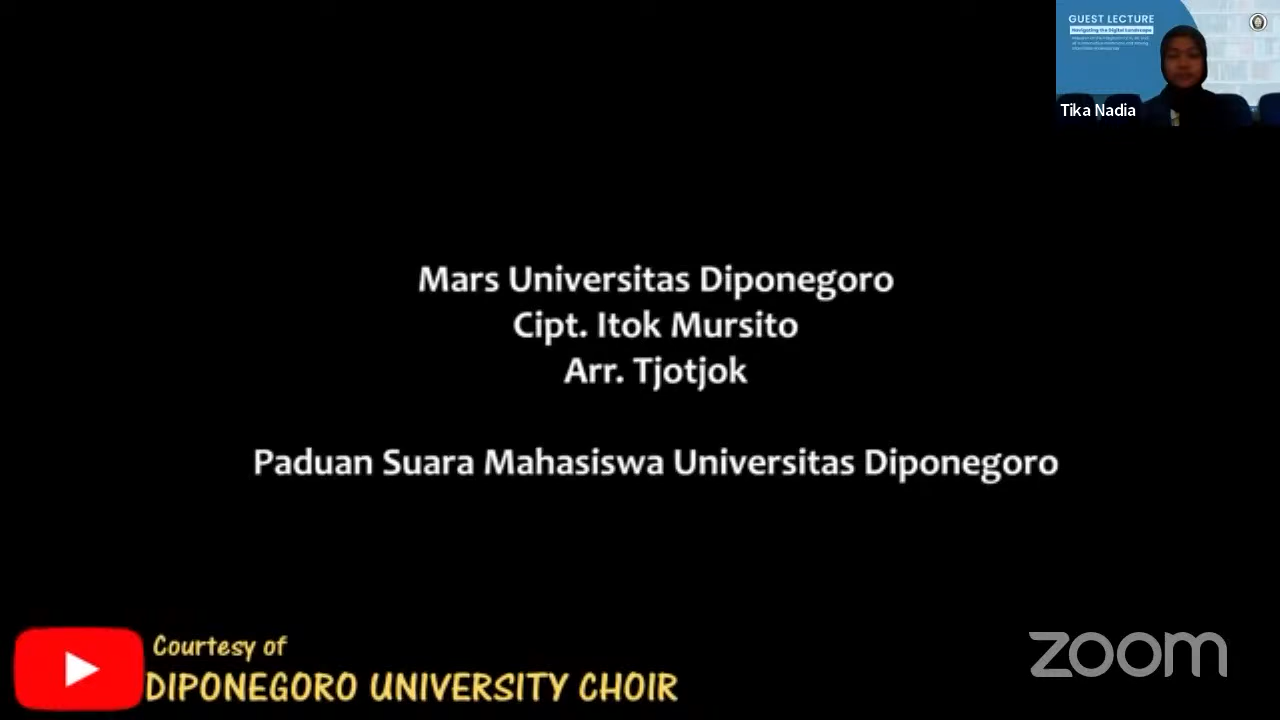 GUEST LECTURE
Navigating the Digital Landscape
Tika Nadia
Mars Universitas Diponegoro
Cipt. Itok Mursito
Arr. Tjotjok
Paduan Suara Mahasiswa Universitas Diponegoro
Courtesy of
DIPONEGORO UNIVERSITY CHOIR
zoom